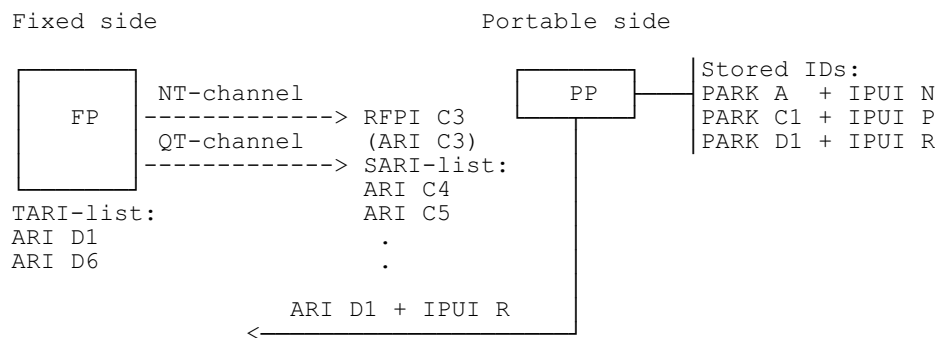 Fixed side Portable side
Stored IDs:
NT-channel PP PARK A + IPUI N
FP -------------> RFPI C3 PARK C1 + IPUI P
QT-channel (ARI C3) PARK D1 + IPUI R
-------------> SARI-list:
ARI C4
TARI-list: ARI C5
ARI D1 .
ARI D6 .
ARI D1 + IPUI R